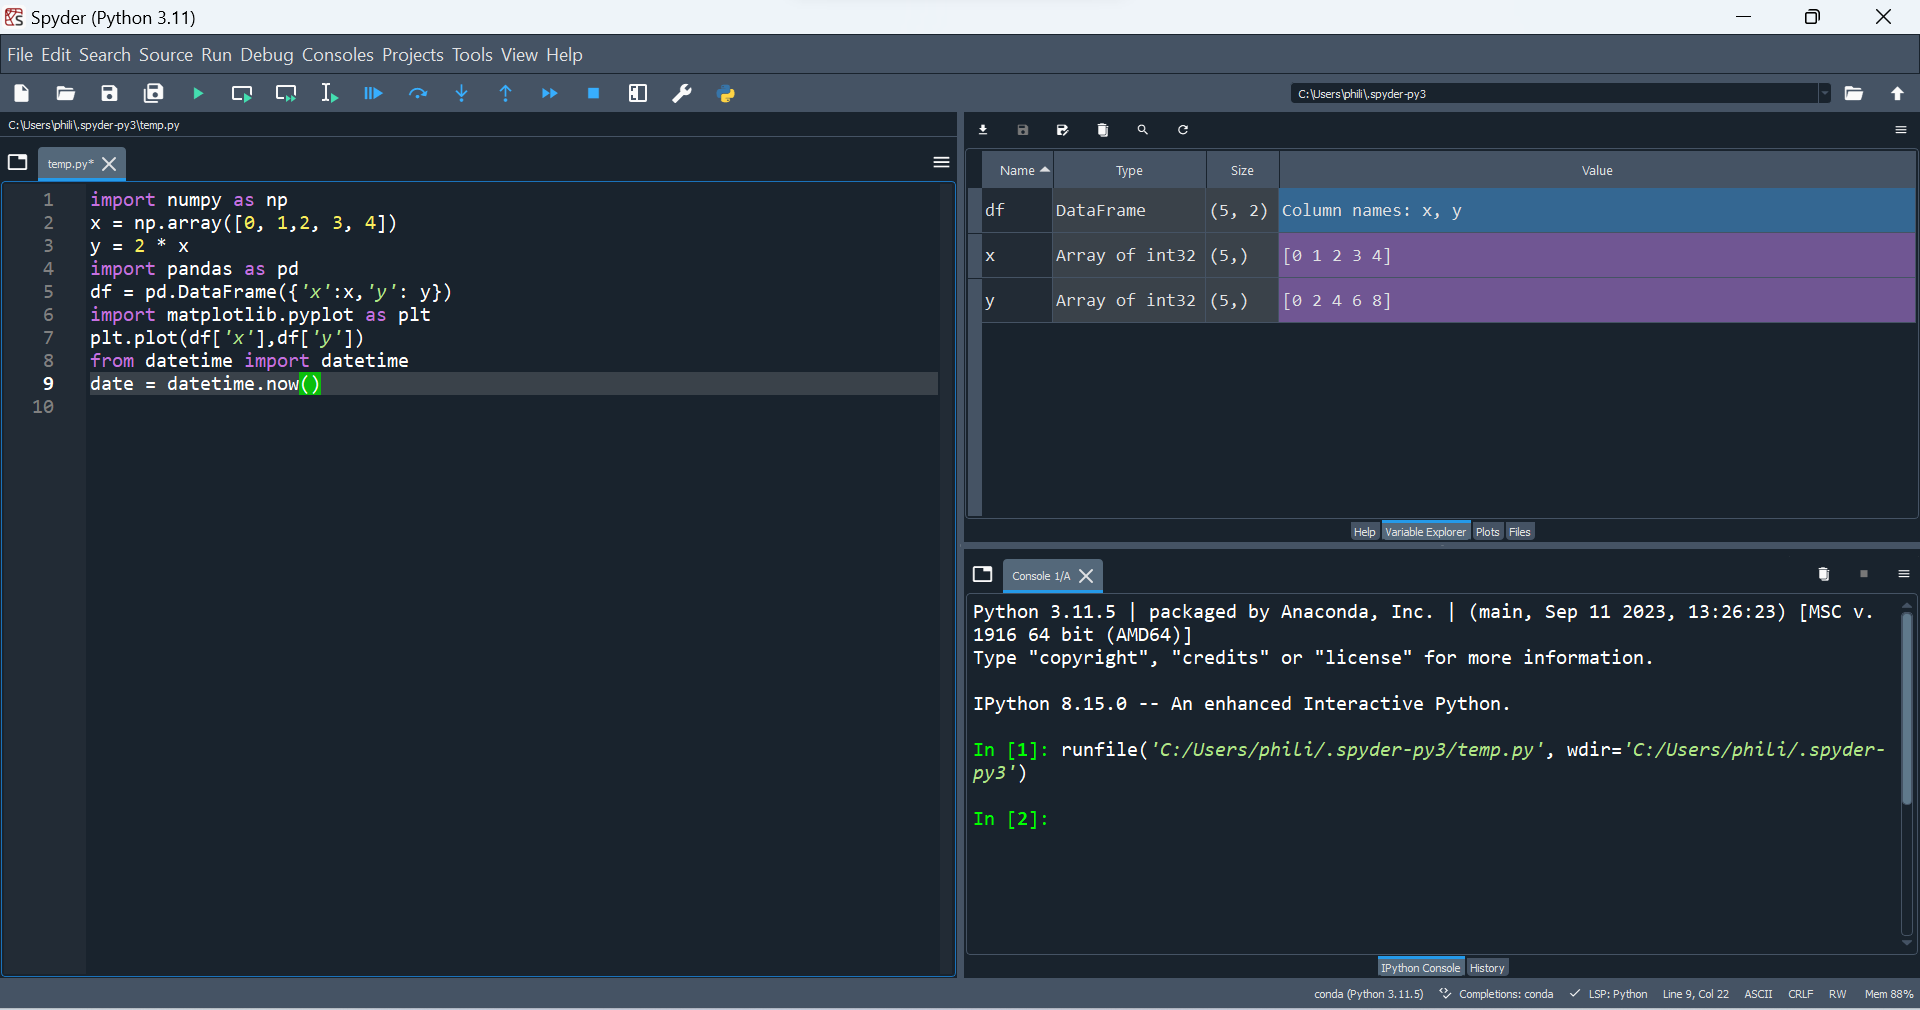 Spyder (Python 3.11)
File Edit Search Source Run Debug Consoles Projects Tools View Help
C:\Users\phili\.spyder-py3
C:\Users\phili\.spyder-py3\temp.py
temp.py*
1 import numpy as np
2 x = np.array([0, 1,2, 3, 4])
3 y = 2 * x
4 import pandas as pd
5 df = pd.DataFrame({'x':x,'y': y})
6 import matplotlib.pyplot as plt
7 plt.plot(df['x'],df['y'])
8 from datetime import datetime
9 date = datetime.now()
10
Name Type Size Value
df DataFrame (5, 2) Column names: x, y
x Array of int32 (5,) [0 1 2 3 4]
y Array of int32 (5,) [0 2 4 6 8]
Help Variable Explorer Plots Files
Console 1/A
Python 3.11.5 | packaged by Anaconda, Inc. | (main, Sep 11 2023, 13:26:23) [MSC v.
1916 64 bit (AMD64)]
Type "copyright", "credits" or "license" for more information.
IPython 8.15.0 -- An enhanced Interactive Python.
In [1]: runfile('C:/Users/phili/.spyder-py3/temp.py', wdir='C:/Users/phili/.spyder-
py3')
In [2]:
IPython Console History
conda (Python 3.11.5) Completions: conda LSP: Python Line 9, Col 22 ASCII CRLF RW Mem 88%